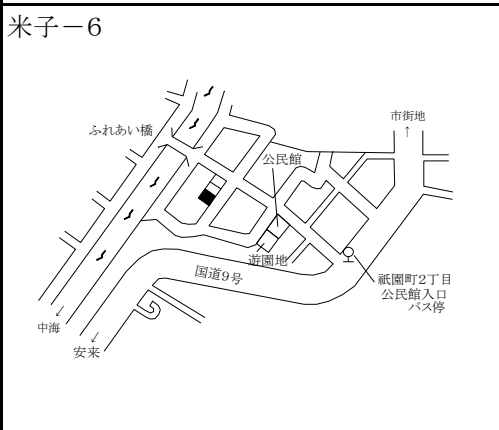 米子－6
市街地
↑
ふれあい橋
公民館
遊園地
国道9号
祇園町2丁目
公民館入口
バス停
↓
中海
↓
安来